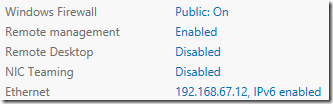 Windows Firewall Public: On
Remote management Enabled
Remote Desktop Disabled
NIC Teaming Disabled
Ethernet 192.168.67.12, IPv6 enabled